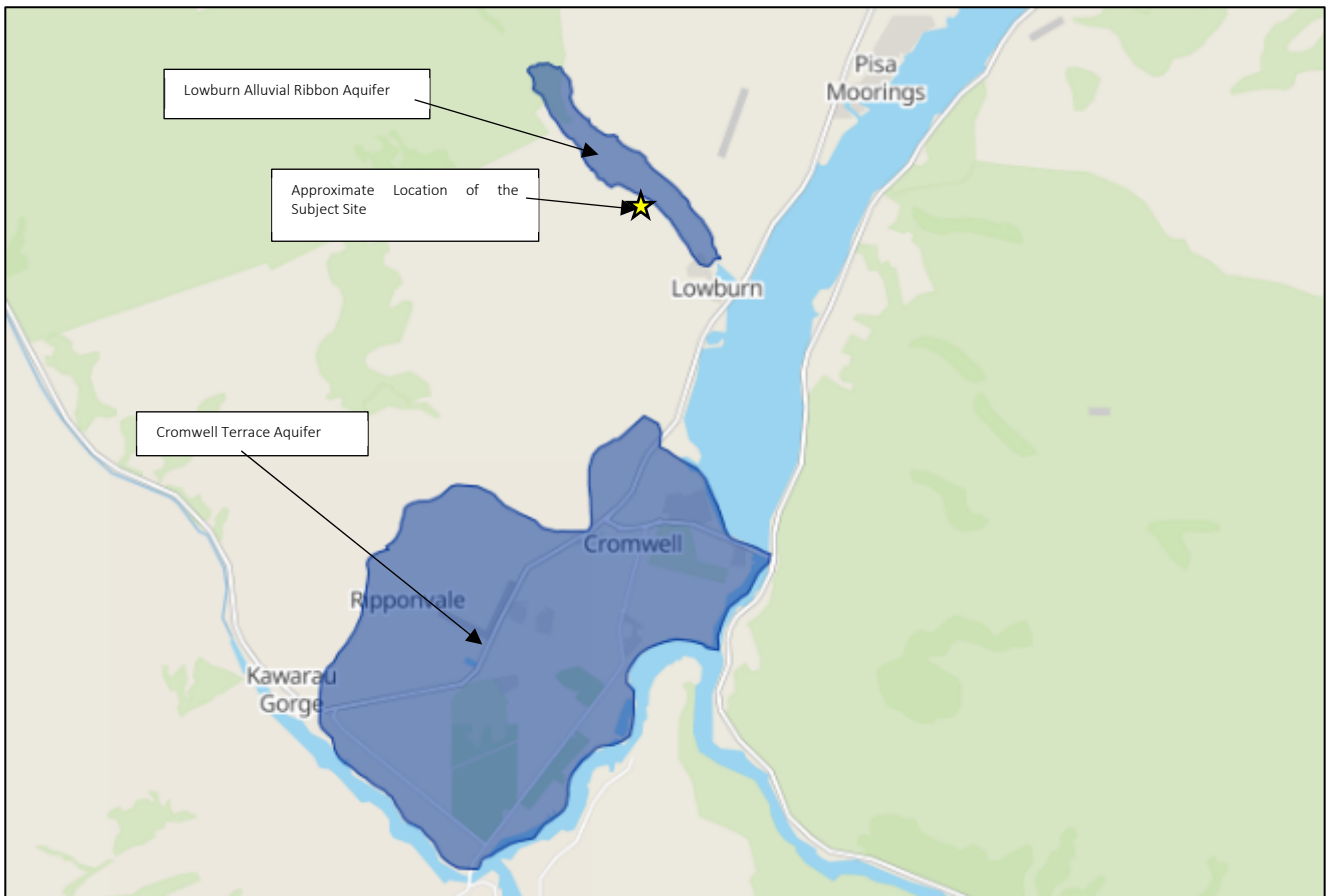 Pisa
Moorings
Lowburn Alluvial Ribbon Aquifer
Approximate Location of the
Subject Site
Lowburn
Cromwell Terrace Aquifer
Cromwell
Ripponvale
Kawarau
Gorge